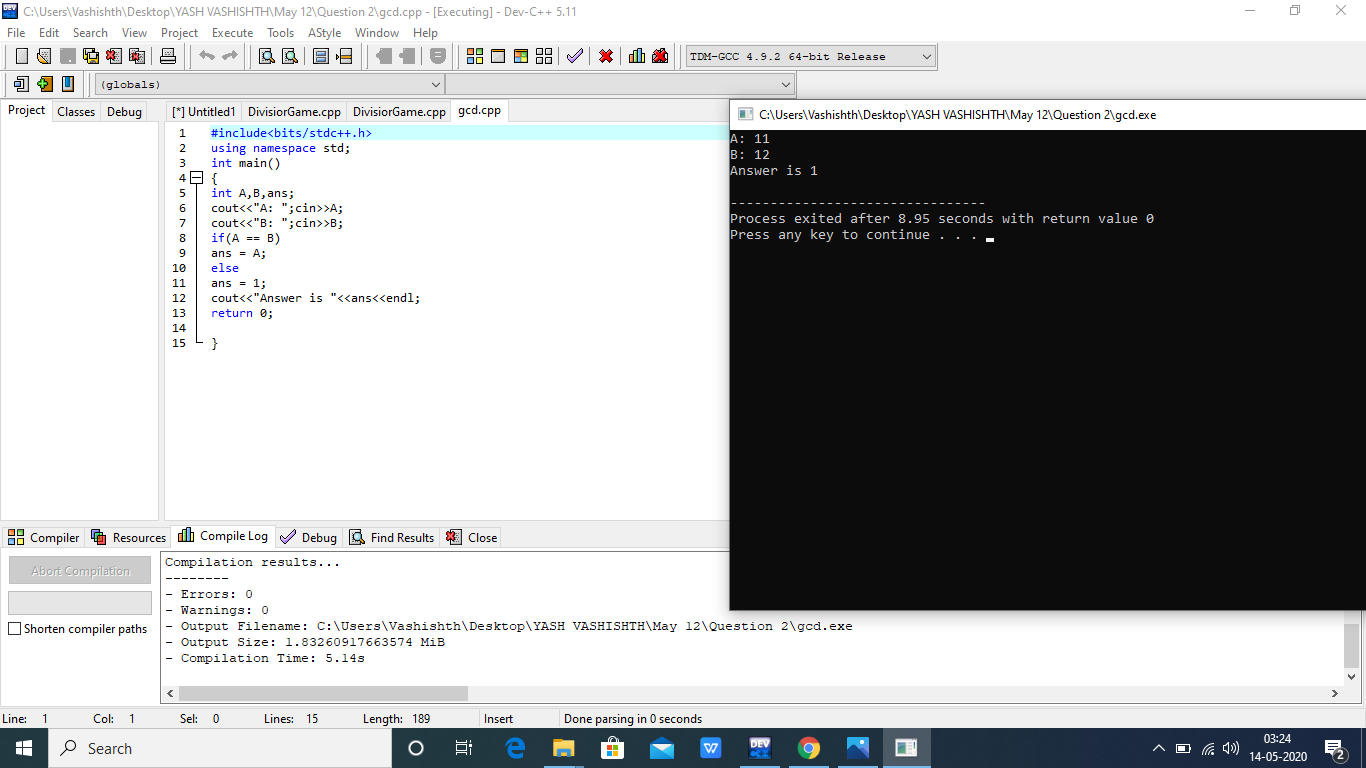 C:\Users\Vashishth\Desktop\YASH VASHISHTH\May 12\Question 2\gcd.cpp - [Executing] - Dev-C++ 5.11
File Edit Search View Project Execute Tools AStyle Window Help
TDM-GCC 4.9.2 64-bit Release
(globals)
Project Classes Debug
[*] Untitled1 DivisiorGame.cpp DivisiorGame.cpp gcd.cpp
1 #include<bits/stdc++.h>
2 using namespace std;
3 int main()
4 {
5 int A,B,ans;
6 cout<<"A: ";cin>>A;
7 cout<<"B: ";cin>>B;
8 if(A == B)
9 ans = A;
10 else
11 ans = 1;
12 cout<<"Answer is "<<ans<<endl;
13 return 0;
14
15 }
C:\Users\Vashishth\Desktop\YASH VASHISHTH\May 12\Question 2\gcd.exe
A: 11
B: 12
Answer is 1
--------------------------------
Process exited after 8.95 seconds with return value 0
Press any key to continue . . .
Compiler Resources Compile Log Debug Find Results Close
Abort Compilation
Shorten compiler paths
Compilation results...
--------
- Errors: 0
- Warnings: 0
- Output Filename: C:\Users\Vashishth\Desktop\YASH VASHISHTH\May 12\Question 2\gcd.exe
- Output Size: 1.83260917663574 MiB
- Compilation Time: 5.14s
Line: 1 Col: 1 Sel: 0 Lines: 15 Length: 189 Insert Done parsing in 0 seconds
Search
DEV
03:24
14-05-2020
2